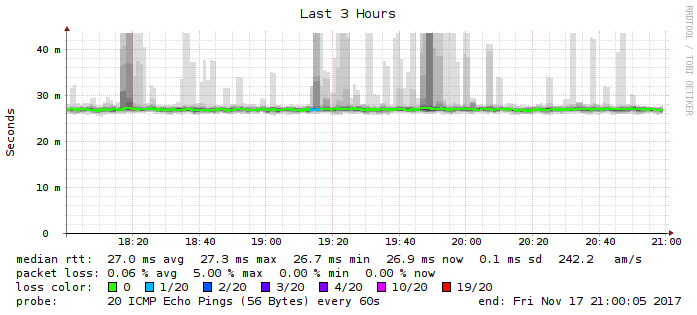 Last 3 Hours
RRDTOOL / TOBI OETIKER
Seconds
40 m
30 m
20 m
10 m
0
18:20 18:40 19:00 19:20 19:40 20:00 20:20 20:40 21:00
median rtt: 27.0 ms avg 27.3 ms max 26.7 ms min 26.9 ms now 0.1 ms sd 242.2 am/s
packet loss: 0.06 % avg 5.00 % max 0.00 % min 0.00 % now
loss color: 0 1/20 2/20 3/20 4/20 10/20 19/20
probe: 20 ICMP Echo Pings (56 Bytes) every 60s end: Fri Nov 17 21:00:05 2017